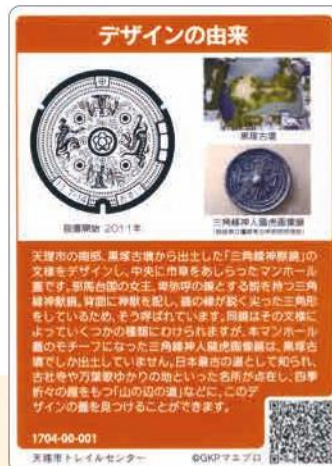 デザインの由来
黒塚古墳
設置開始 2011年
三角縁神人龍虎画像鏡
天理市の南部、黒塚古墳から出土した「三角縁神獣鏡」の
文様をデザインし、中央に市章をあしらったマンホール
蓋です。邪馬台国の女王、卑弥呼の鏡とする説を持つ三角
縁神獣鏡。背面に神獣を配し、鏡の縁が鋭く尖った三角形
をしているため、そう呼ばれています。同鏡はその文様に
よっていくつかの種類にわけられますが、本マンホール
蓋のモチーフになった三角縁神人龍虎画像鏡は、黒塚古
墳でしか出土していません。日本最古の道として知られ、
古社寺や万葉歌ゆかりの地といった名所が点在し、四季
折々の趣をもつ「山の辺の道」などに、このデ
ザインの蓋を見つけることができます。
1704-00-001
天理市トレイルセンター
©GKPマネプロ